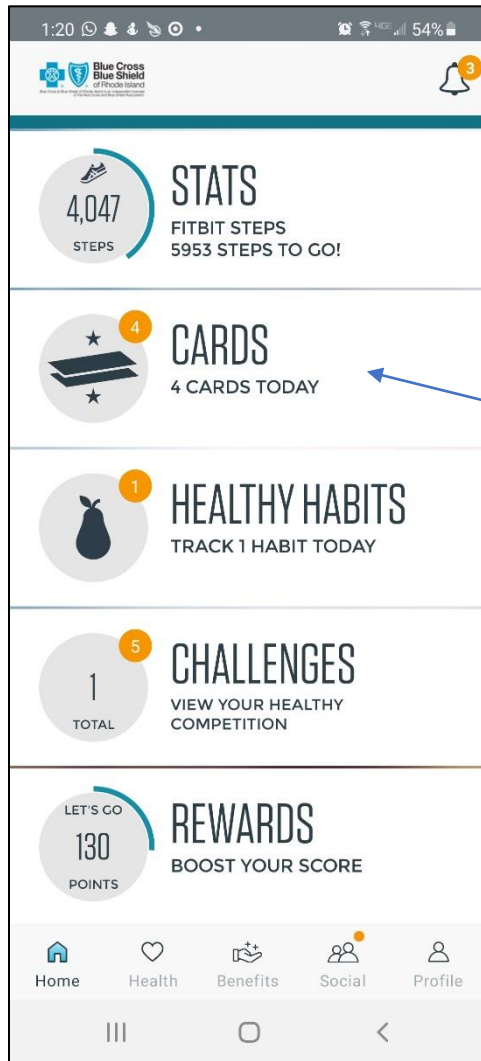 1:20 54%
Blue Cross
Blue Shield
of Rhode Island
3
STATS
4,047
STEPS
FITBIT STEPS
5953 STEPS TO GO!
4
CARDS
4 CARDS TODAY
1
HEALTHY HABITS
TRACK 1 HABIT TODAY
5
CHALLENGES
1
TOTAL
VIEW YOUR HEALTHY
COMPETITION
LET'S GO
130
POINTS
REWARDS
BOOST YOUR SCORE
Home Health Benefits Social Profile